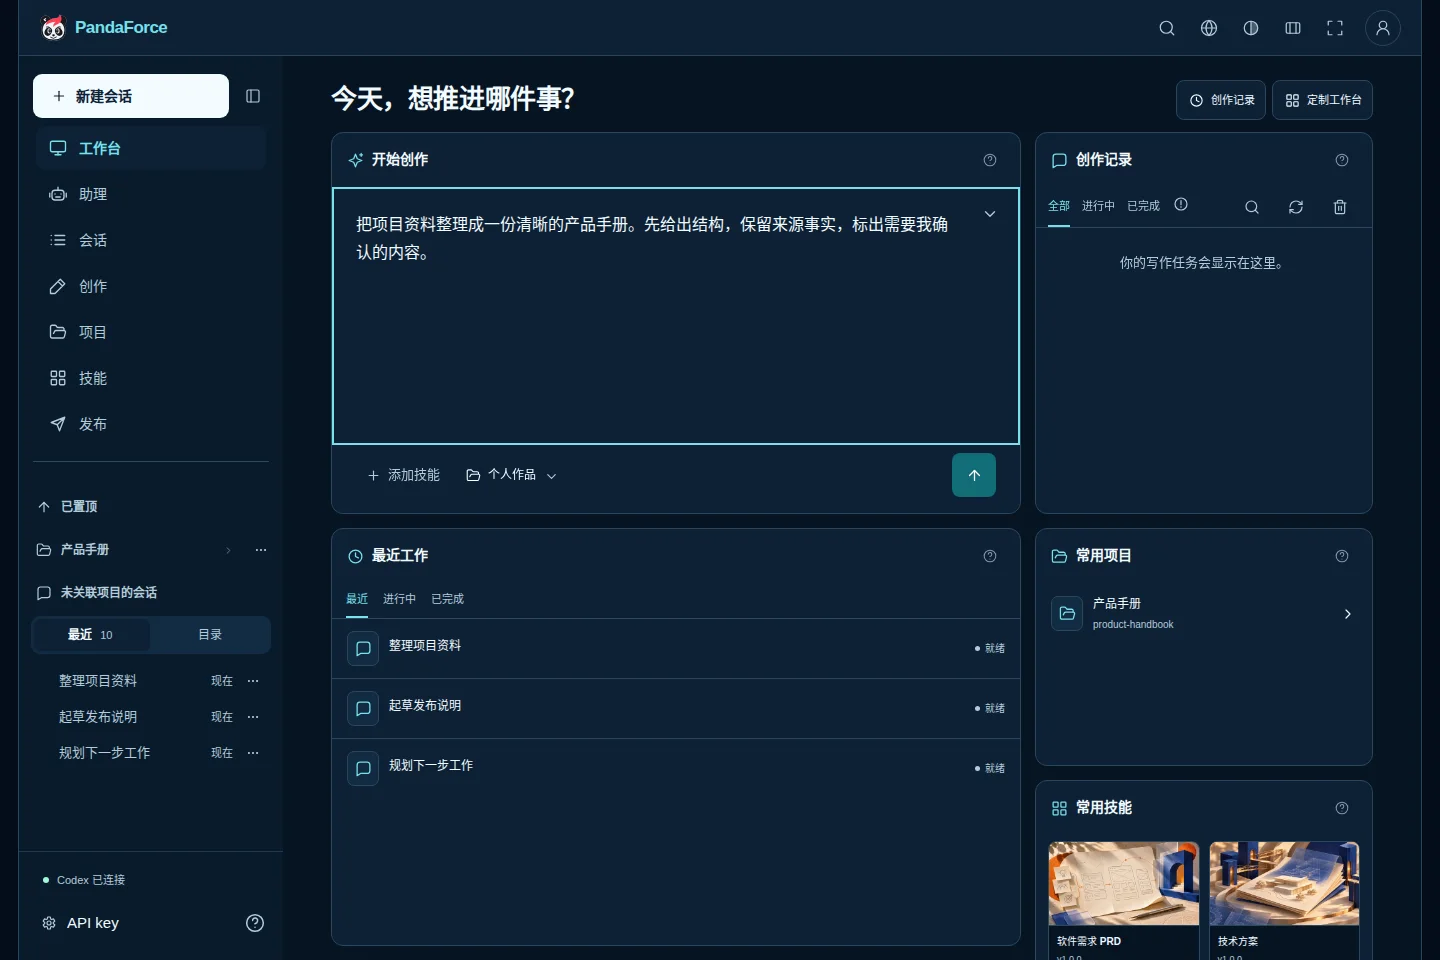 PandaForce
新建会话
工作台
助理
会话
创作
项目
技能
发布
已置顶
产品手册
未关联项目的会话
最近 10
目录
整理项目资料 现在
起草发布说明 现在
规划下一步工作 现在
Codex 已连接
API key
今天，想推进哪件事？
创作记录
定制工作台
开始创作
把项目资料整理成一份清晰的产品手册。先给出结构，保留来源事实，标出需要我确
认的内容。
添加技能
个人作品
创作记录
全部 进行中 已完成
你的写作任务会显示在这里。
最近工作
最近 进行中 已完成
整理项目资料 就绪
起草发布说明 就绪
规划下一步工作 就绪
常用项目
产品手册
product-handbook
常用技能
软件需求 PRD
v1.0.0
技术方案
v1.0.0